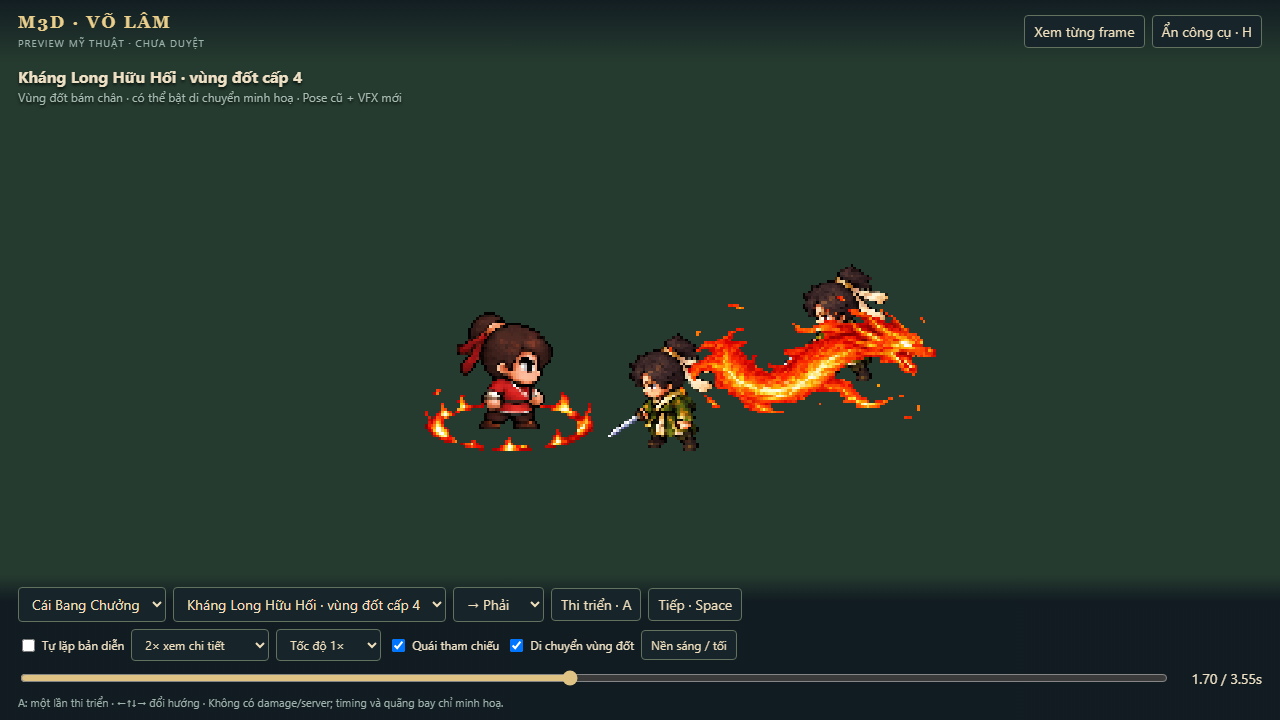 M3D · VÕ LÂM
PREVIEW MỸ THUẬT · CHƯA DUYỆT
Xem từng frame
Ẩn công cụ · H
Kháng Long Hữu Hối · vùng đốt cấp 4
Vùng đốt bám chân · có thể bật di chuyển minh hoạ · Pose cũ + VFX mới
Cái Bang Chưởng
Kháng Long Hữu Hối · vùng đốt cấp 4
→ Phải
Thi triển · A
Tiếp · Space
Tự lặp bản diễn
2× xem chi tiết
Tốc độ 1×
Quái tham chiếu
Di chuyển vùng đốt
Nền sáng / tối
1.70 / 3.55s
A: một lần thi triển · ←↑↓→ đổi hướng · Không có damage/server; timing và quãng bay chỉ minh hoạ.